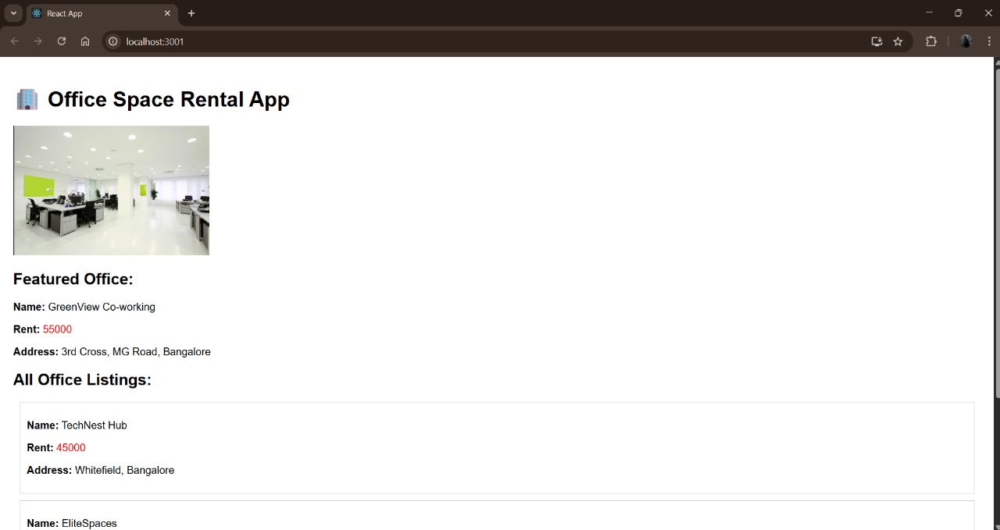 React App
localhost:3001
Office Space Rental App
Featured Office:
Name: GreenView Co-working
Rent: 55000
Address: 3rd Cross, MG Road, Bangalore
All Office Listings:
Name: TechNest Hub
Rent: 45000
Address: Whitefield, Bangalore
Name: EliteSpaces